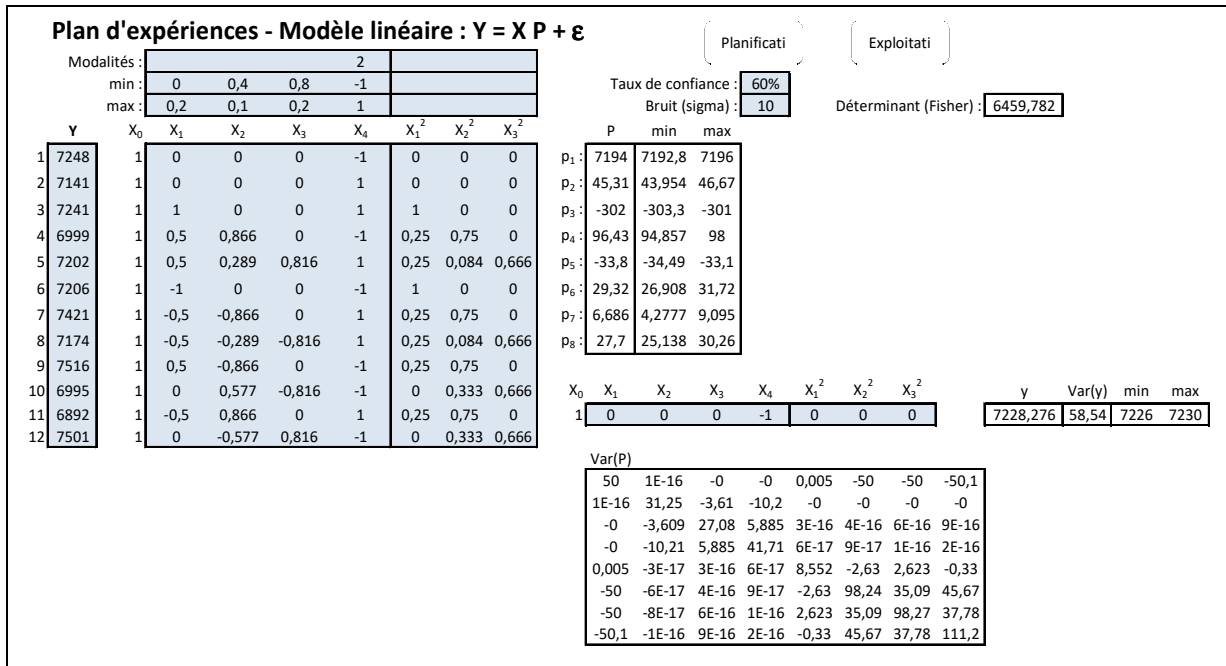 Plan d'expériences - Modèle linéaire : Y = X P + ε
Planificati Exploitati
Modalités : 2
min : 0 0,4 0,8 -1 Taux de confiance : 60%
max : 0,2 0,1 0,2 1 Bruit (sigma) : 10 Déterminant (Fisher) : 6459,782
Y X₀ X₁ X₂ X₃ X₄ X₁² X₂² X₃² P min max
1 7248 1 0 0 0 -1 0 0 0 p₁ : 7194 7192,8 7196
2 7141 1 0 0 0 1 0 0 0 p₂ : 45,31 43,954 46,67
3 7241 1 1 0 0 1 1 0 0 p₃ : -302 -303,3 -301
4 6999 1 0,5 0,866 0 -1 0,25 0,75 0 p₄ : 96,43 94,857 98
5 7202 1 0,5 0,289 0,816 1 0,25 0,084 0,666 p₅ : -33,8 -34,49 -33,1
6 7206 1 -1 0 0 -1 1 0 0 p₆ : 29,32 26,908 31,72
7 7421 1 -0,5 -0,866 0 1 0,25 0,75 0 p₇ : 6,686 4,2777 9,095
8 7174 1 -0,5 -0,289 -0,816 1 0,25 0,084 0,666 p₈ : 27,7 25,138 30,26
9 7516 1 0,5 -0,866 0 -1 0,25 0,75 0
10 6995 1 0 0,577 -0,816 -1 0 0,333 0,666 X₀ X₁ X₂ X₃ X₄ X₁² X₂² X₃² y Var(y) min max
11 6892 1 -0,5 0,866 0 1 0,25 0,75 0 1 0 0 0 -1 0 0 0 7228,276 58,54 7226 7230
12 7501 1 0 -0,577 0,816 -1 0 0,333 0,666
Var(P)
50 1E-16 -0 -0 0,005 -50 -50 -50,1
1E-16 31,25 -3,61 -10,2 -0 -0 -0 -0
-0 -3,609 27,08 5,885 3E-16 4E-16 6E-16 9E-16
-0 -10,21 5,885 41,71 6E-17 9E-17 1E-16 2E-16
0,005 -3E-17 3E-16 6E-17 8,552 -2,63 2,623 -0,33
-50 -6E-17 4E-16 9E-17 -2,63 98,24 35,09 45,67
-50 -8E-17 6E-16 1E-16 2,623 35,09 98,27 37,78
-50,1 -1E-16 9E-16 2E-16 -0,33 45,67 37,78 111,2